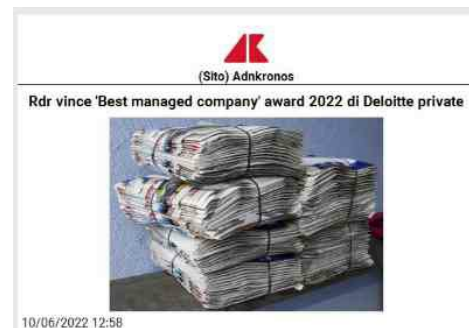 (Sito) Adnkronos
Rdr vince 'Best managed company' award 2022 di Deloitte private
10/06/2022 12:58